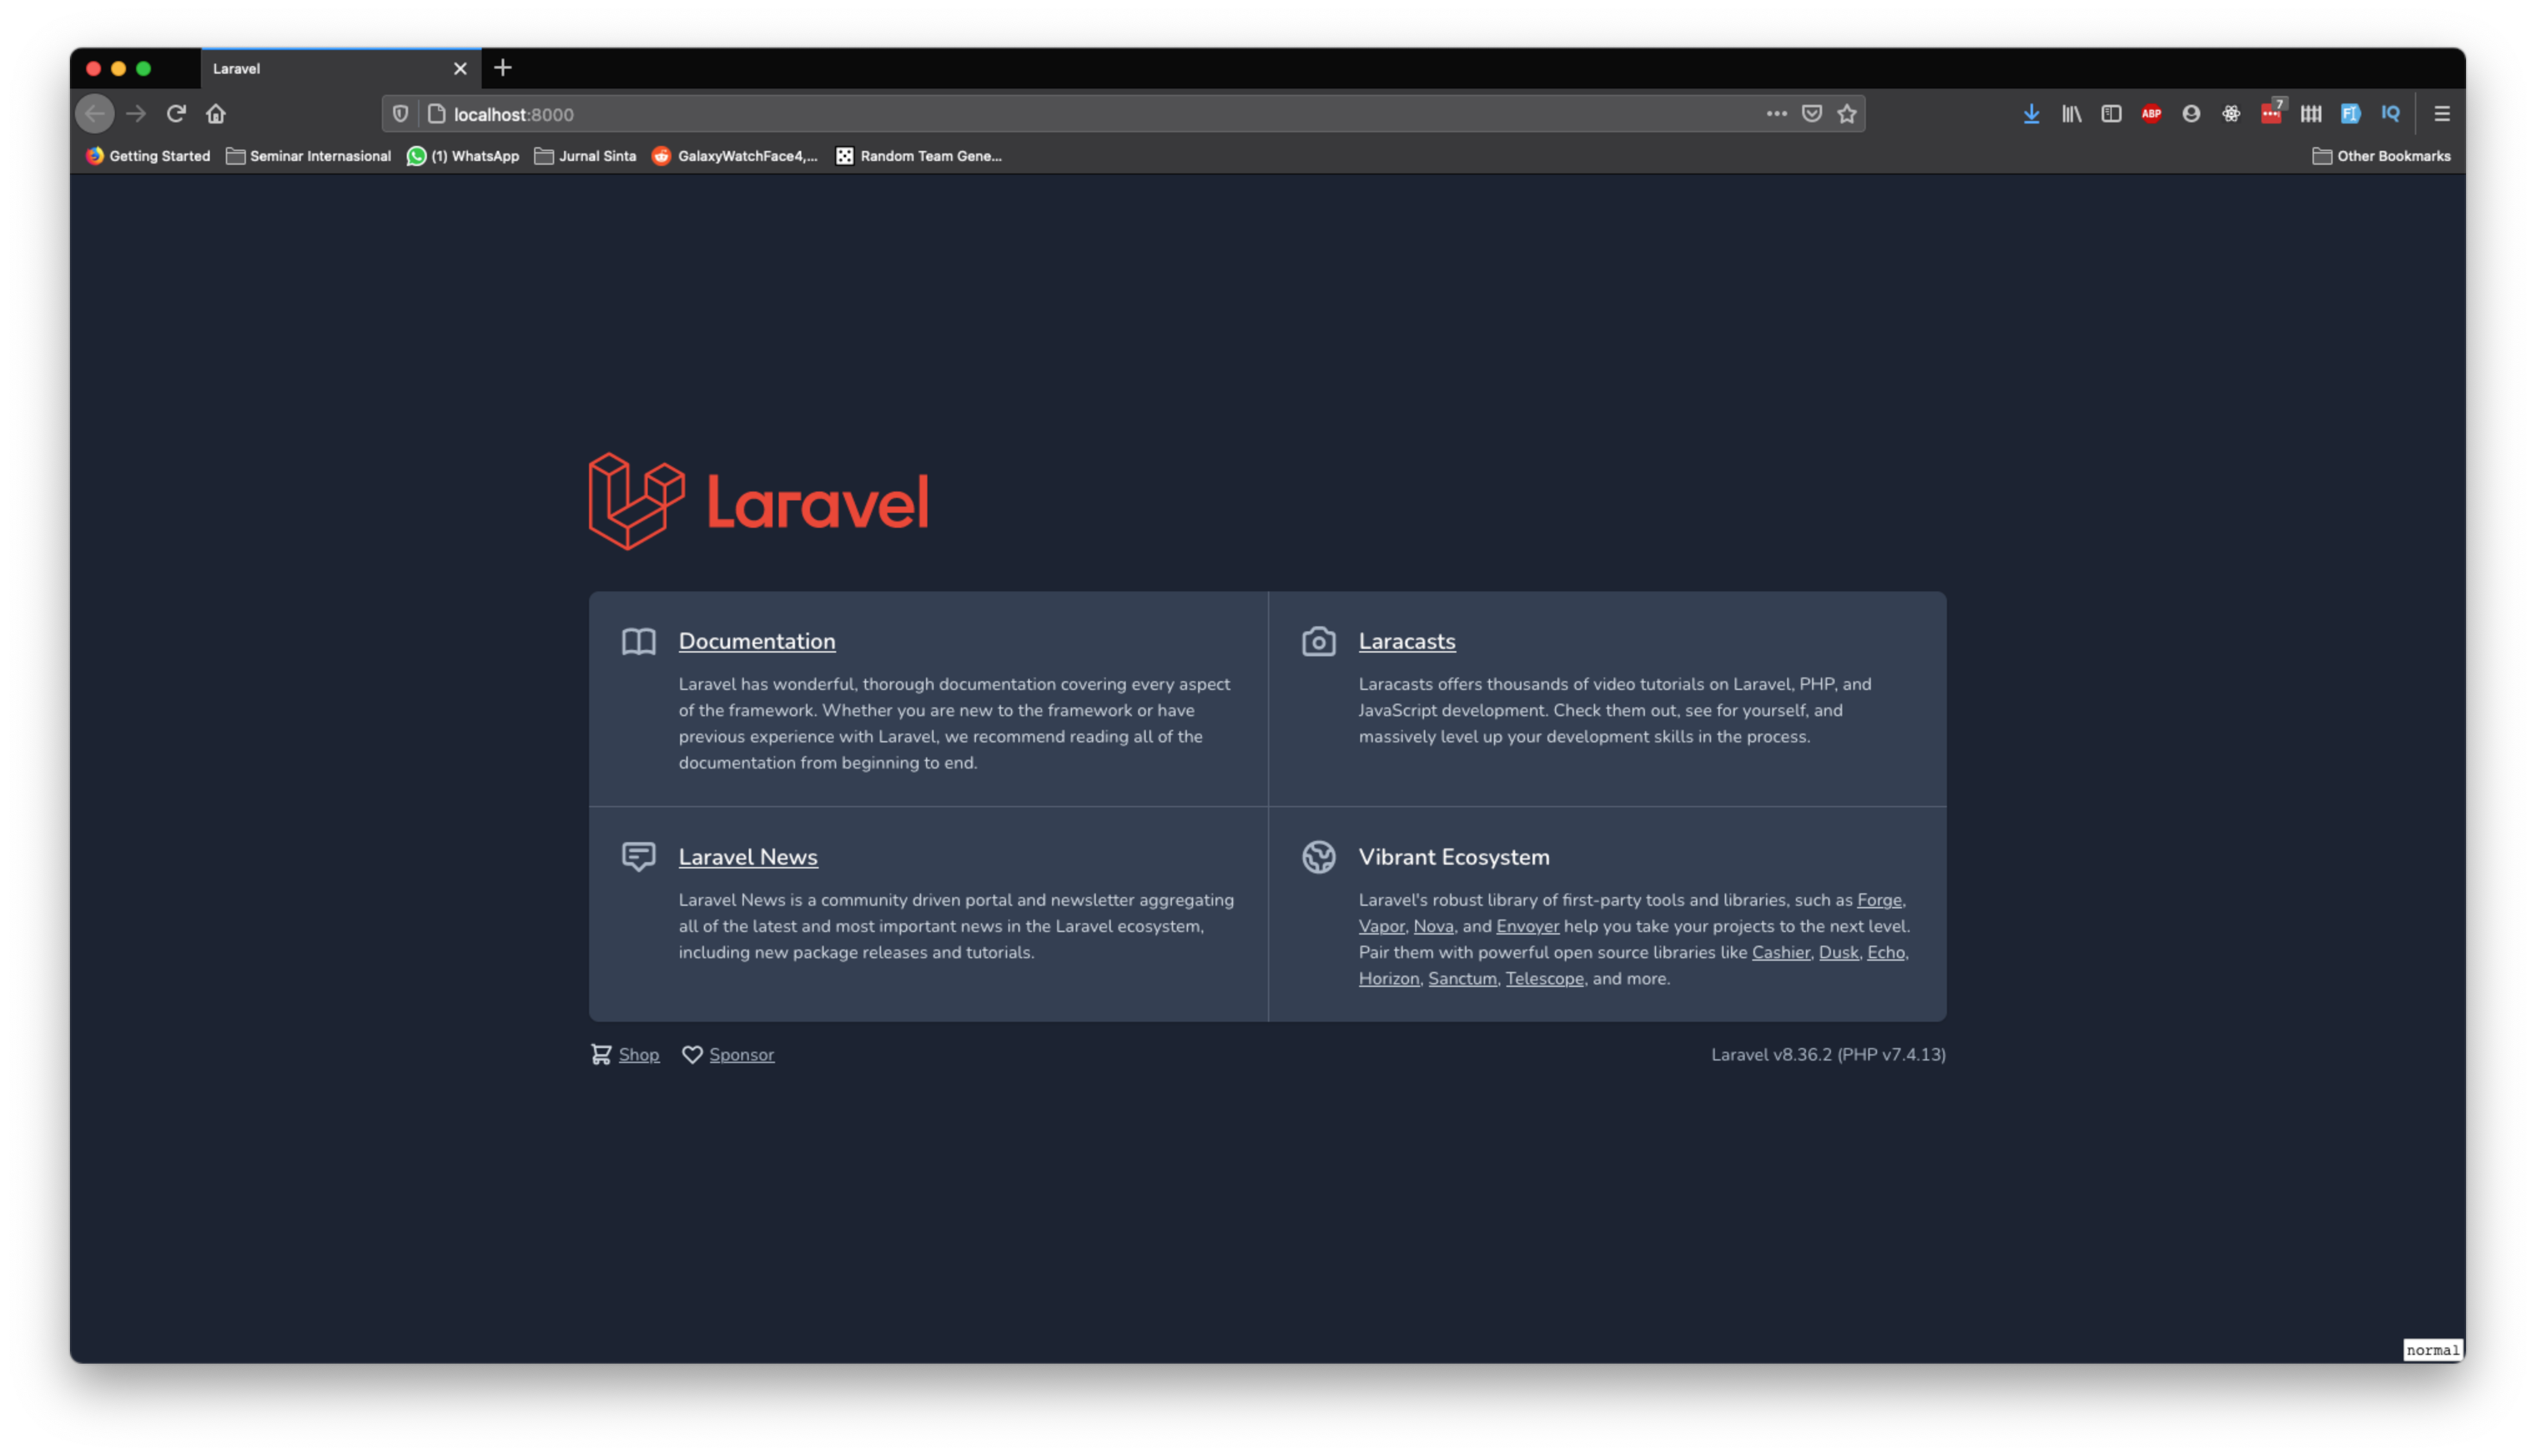 Laravel
localhost:8000
ABP
7
FT
IQ
Getting Started
Seminar Internasional
(1) WhatsApp
Jurnal Sinta
GalaxyWatchFace4,...
Random Team Gene...
Other Bookmarks
Laravel
Documentation
Laravel has wonderful, thorough documentation covering every aspect
of the framework. Whether you are new to the framework or have
previous experience with Laravel, we recommend reading all of the
documentation from beginning to end.
Laracasts
Laracasts offers thousands of video tutorials on Laravel, PHP, and
JavaScript development. Check them out, see for yourself, and
massively level up your development skills in the process.
Laravel News
Laravel News is a community driven portal and newsletter aggregating
all of the latest and most important news in the Laravel ecosystem,
including new package releases and tutorials.
Vibrant Ecosystem
Laravel's robust library of first-party tools and libraries, such as Forge,
Vapor, Nova, and Envoyer help you take your projects to the next level.
Pair them with powerful open source libraries like Cashier, Dusk, Echo,
Horizon, Sanctum, Telescope, and more.
Shop
Sponsor
Laravel v8.36.2 (PHP v7.4.13)
normal